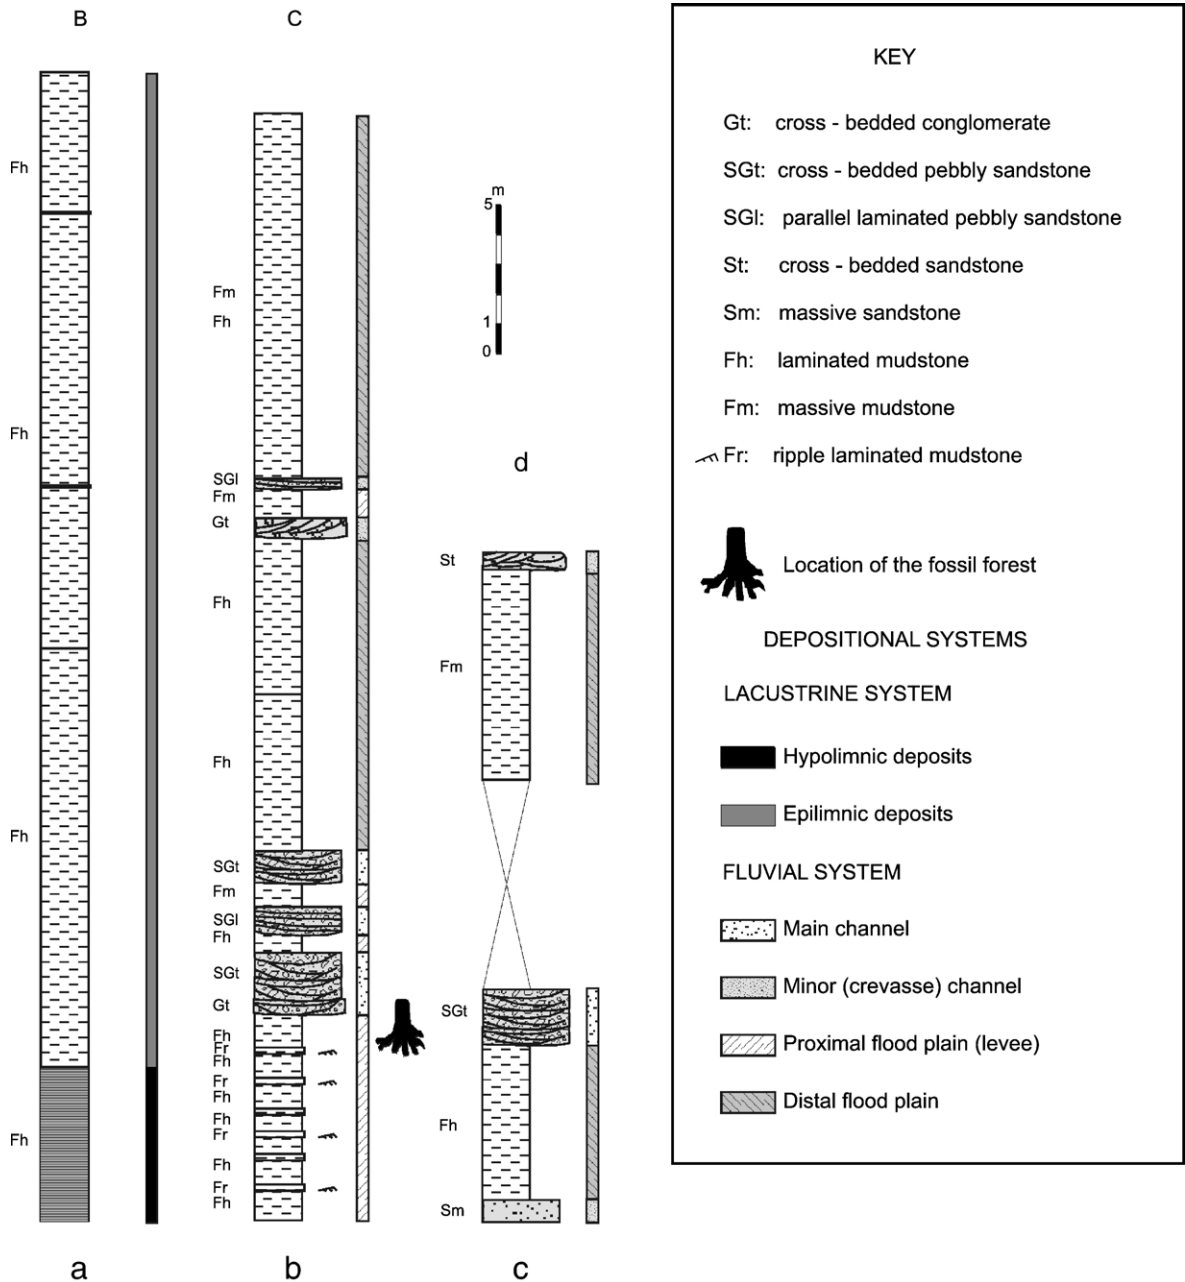 B
Fh
Fh
Fh
Fh
a
C
Fm
Fh
SGl
Fm
Gt
Fh
Fh
SGt
Fm
SGl
Fh
SGt
Gt
Fh
Fr
Fh
Fr
Fh
Fh
Fr
Fh
Fr
Fh
b
m
5
1
0
d
St
Fm
SGt
Fh
Sm
c
KEY
Gt: cross - bedded conglomerate
SGt: cross - bedded pebbly sandstone
SGl: parallel laminated pebbly sandstone
St: cross - bedded sandstone
Sm: massive sandstone
Fh: laminated mudstone
Fm: massive mudstone
Fr: ripple laminated mudstone
Location of the fossil forest
DEPOSITIONAL SYSTEMS
LACUSTRINE SYSTEM
Hypolimnic deposits
Epilimnic deposits
FLUVIAL SYSTEM
Main channel
Minor (crevasse) channel
Proximal flood plain (levee)
Distal flood plain